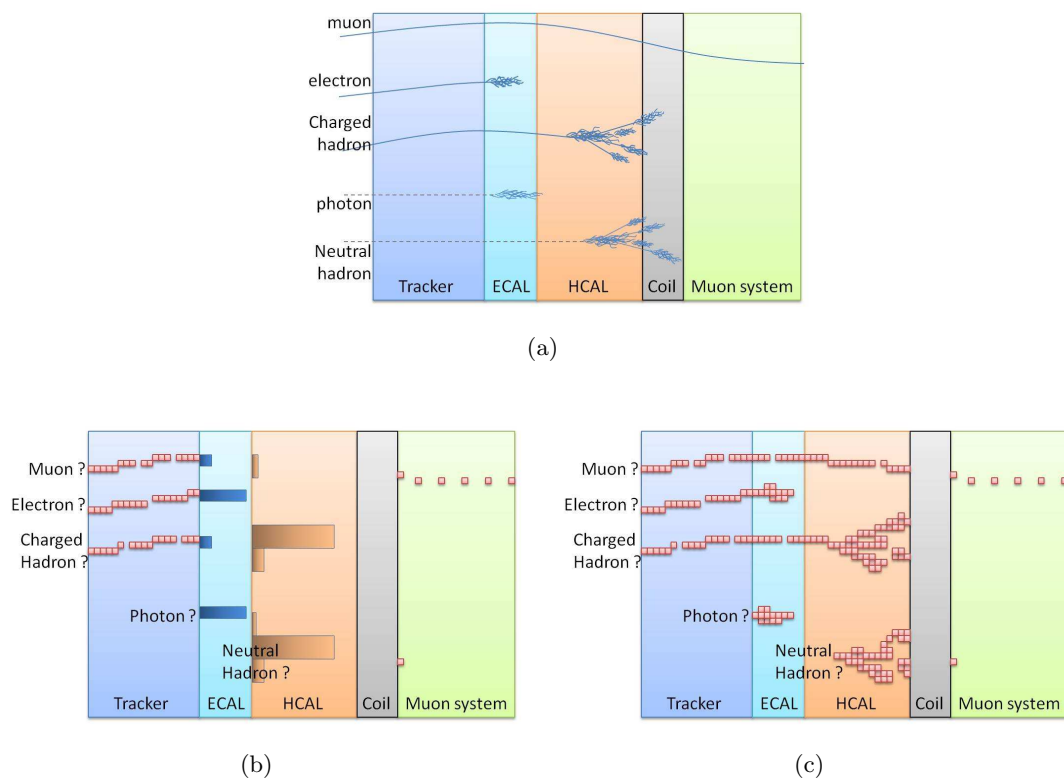 muon
electron
Charged
hadron
photon
Neutral
hadron
Tracker
ECAL
HCAL
Coil
Muon system
(a)
Muon ?
Electron ?
Charged
Hadron ?
Photon ?
Neutral
Hadron ?
Tracker
ECAL
HCAL
Coil
Muon system
(b)
Muon ?
Electron ?
Charged
Hadron ?
Photon ?
Neutral
Hadron ?
Tracker
ECAL
HCAL
Coil
Muon system
(c)